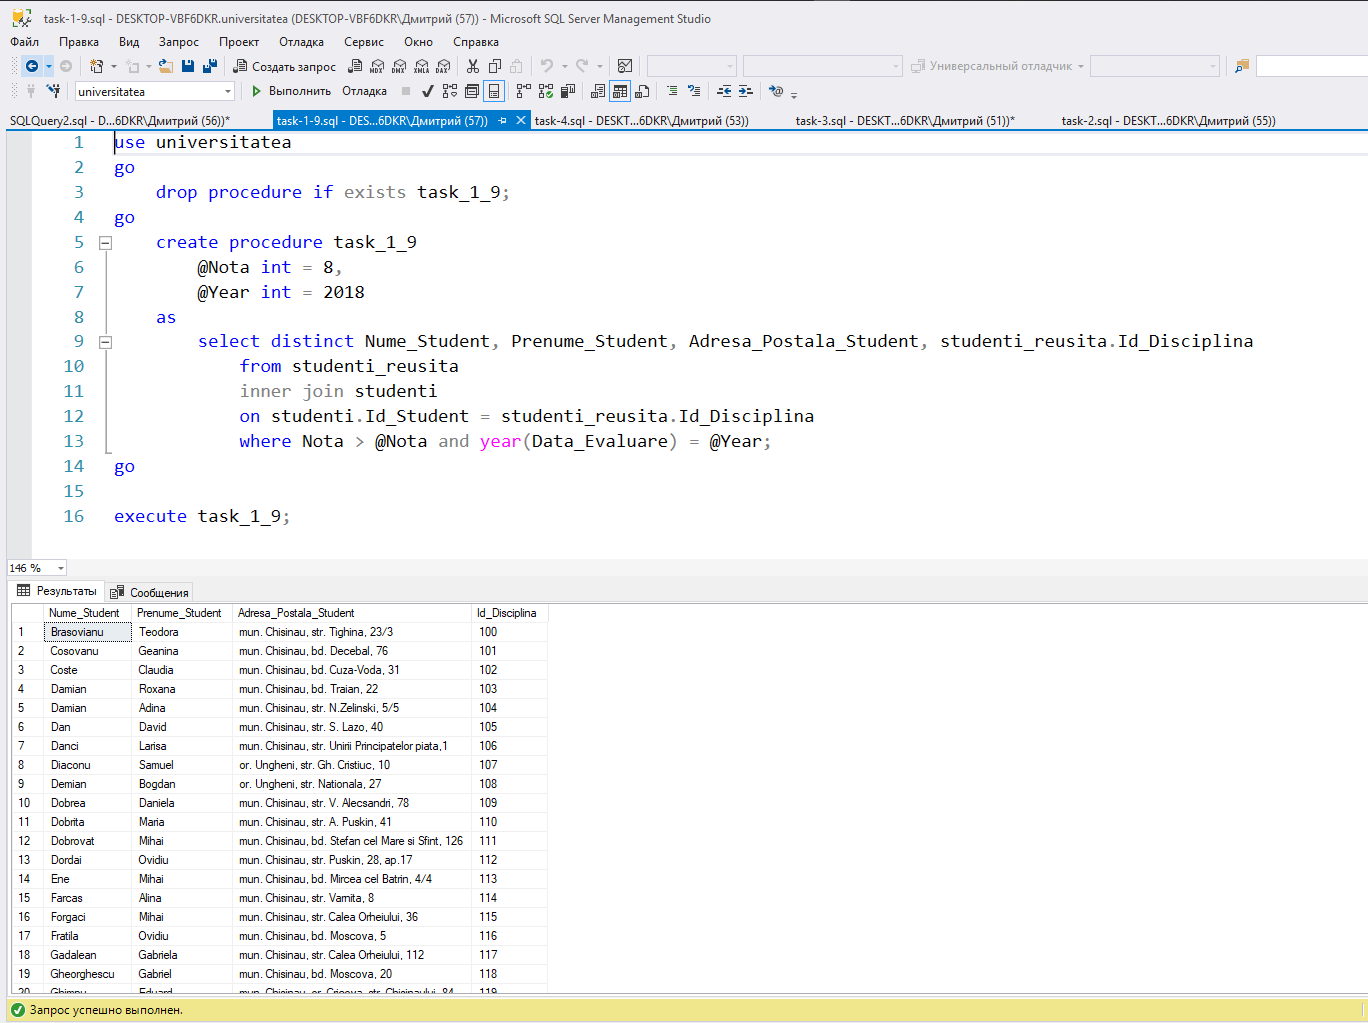 task-1-9.sql - DESKTOP-VBF6DKR.universitatea (DESKTOP-VBF6DKR\Дмитрий (57)) - Microsoft SQL Server Management Studio
Файл Правка Вид Запрос Проект Отладка Сервис Окно Справка
Создать запрос MDX DMX XMLA DAX Универсальный отладчик
universitatea Выполнить Отладка
SQLQuery2.sql - D...6DKR\Дмитрий (56))* task-1-9.sql - DES...6DKR\Дмитрий (57)) task-4.sql - DESKT...6DKR\Дмитрий (53)) task-3.sql - DESKT...6DKR\Дмитрий (51))* task-2.sql - DESKT...6DKR\Дмитрий (55))
1 use universitatea
2 go
3 drop procedure if exists task_1_9;
4 go
5 create procedure task_1_9
6 @Nota int = 8,
7 @Year int = 2018
8 as
9 select distinct Nume_Student, Prenume_Student, Adresa_Postala_Student, studenti_reusita.Id_Disciplina
10 from studenti_reusita
11 inner join studenti
12 on studenti.Id_Student = studenti_reusita.Id_Disciplina
13 where Nota > @Nota and year(Data_Evaluare) = @Year;
14 go
15
16 execute task_1_9;
146 %
Результаты Сообщения
Nume_Student Prenume_Student Adresa_Postala_Student Id_Disciplina
1 Brasovianu Teodora mun. Chisinau, str. Tighina, 23/3 100
2 Cosovanu Geanina mun. Chisinau, bd. Decebal, 76 101
3 Coste Claudia mun. Chisinau, bd. Cuza-Voda, 31 102
4 Damian Roxana mun. Chisinau, bd. Traian, 22 103
5 Damian Adina mun. Chisinau, str. N.Zelinski, 5/5 104
6 Dan David mun. Chisinau, str. S. Lazo, 40 105
7 Danci Larisa mun. Chisinau, str. Unirii Principatelor piata,1 106
8 Diaconu Samuel or. Ungheni, str. Gh. Cristiuc, 10 107
9 Demian Bogdan or. Ungheni, str. Nationala, 27 108
10 Dobrea Daniela mun. Chisinau, str. V. Alecsandri, 78 109
11 Dobrita Maria mun. Chisinau, str. A. Puskin, 41 110
12 Dobrovat Mihai mun. Chisinau, bd. Stefan cel Mare si Sfint, 126 111
13 Dordai Ovidiu mun. Chisinau, str. Puskin, 28, ap.17 112
14 Ene Mihai mun. Chisinau, bd. Mircea cel Batrin, 4/4 113
15 Farcas Alina mun. Chisinau, str. Varnita, 8 114
16 Forgaci Mihai mun. Chisinau, str. Calea Orheiului, 36 115
17 Fratila Ovidiu mun. Chisinau, bd. Moscova, 5 116
18 Gadalean Gabriela mun. Chisinau, str. Calea Orheiului, 112 117
19 Gheorghescu Gabriel mun. Chisinau, bd. Moscova, 20 118
20 Ghimpu Eduard mun. Chisinau, or. Cricova, str. Chisinaului, 84 119
Запрос успешно выполнен.